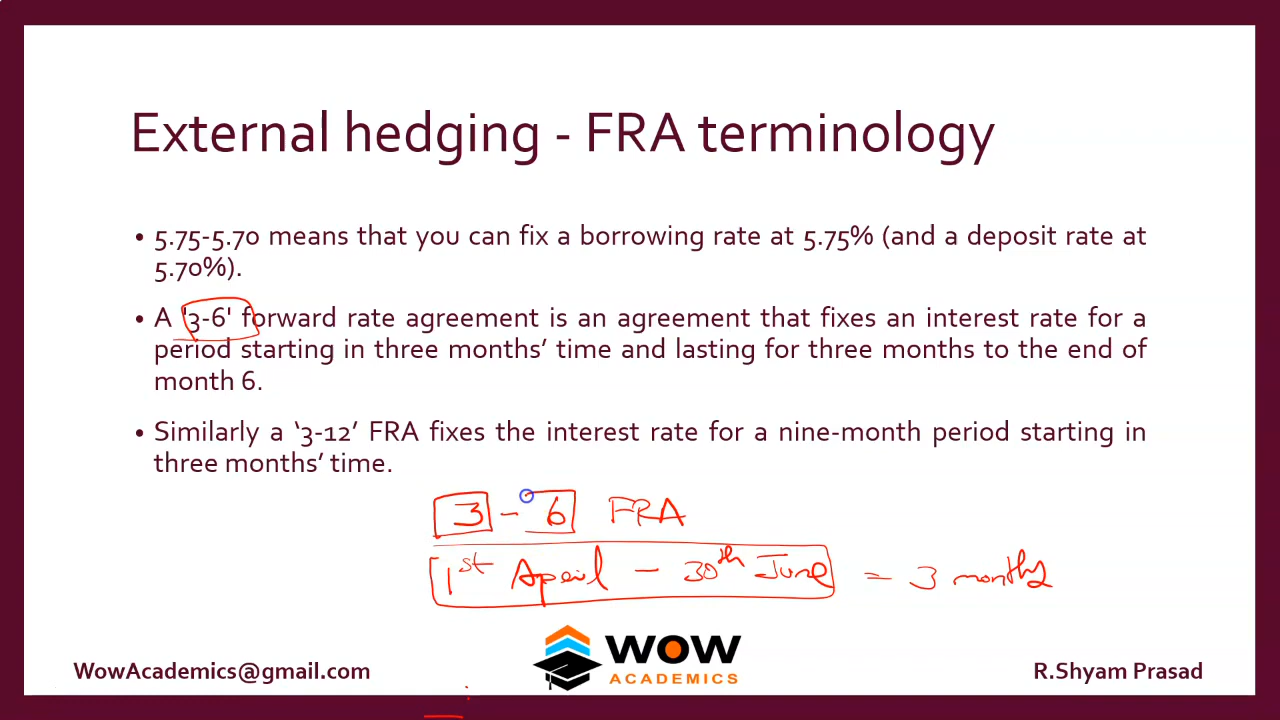 External hedging - FRA terminology
• 5.75-5.70 means that you can fix a borrowing rate at 5.75% (and a deposit rate at
5.70%).
• A '3-6' forward rate agreement is an agreement that fixes an interest rate for a
period starting in three months’ time and lasting for three months to the end of
month 6.
• Similarly a ‘3-12’ FRA fixes the interest rate for a nine-month period starting in
three months’ time.
3 - 6 FRA
1st April - 30th June = 3 months
WowAcademics@gmail.com
WOW
ACADEMICS
R.Shyam Prasad